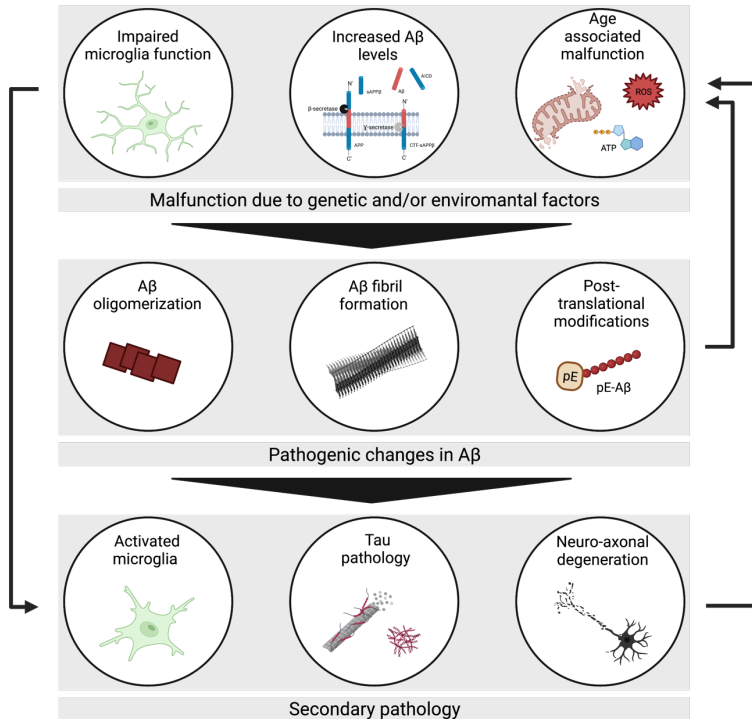 Impaired
microglia function
Increased Aβ
levels
Age
associated
malfunction
N'
sAPPβ
Aβ
AICD
β-secretase
N'
γ-secretase
C'
APP
C'
CTF-sAPPβ
ROS
ATP
Malfunction due to genetic and/or enviromantal factors
Aβ
oligomerization
Aβ fibril
formation
Post-
translational
modifications
pE
pE-Aβ
Pathogenic changes in Aβ
Activated
microglia
Tau
pathology
Neuro-axonal
degeneration
Secondary pathology